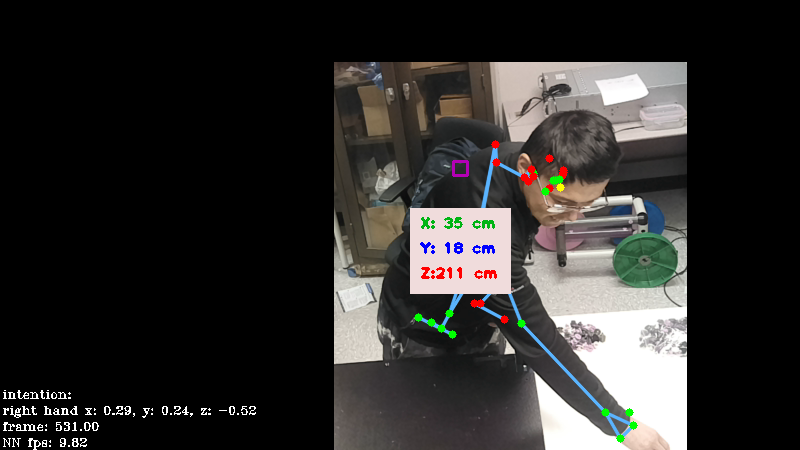 X: 35 cm
Y: 18 cm
Z:211 cm
intention:
right hand x: 0.29, y: 0.24, z: -0.52
frame: 531.00
NN fps: 9.82